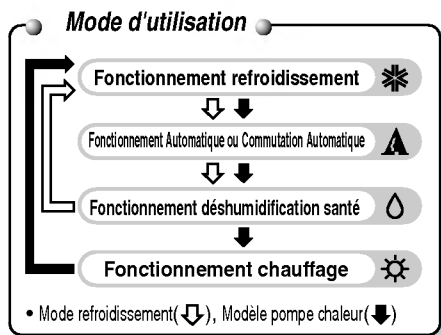 Mode d'utilisation
Fonctionnement refroidissement
Fonctionnement Automatique ou Commutation Automatique
Fonctionnement déshumidification santé
Fonctionnement chauffage
• Mode refroidissement(⇩), Modèle pompe chaleur(⬇)